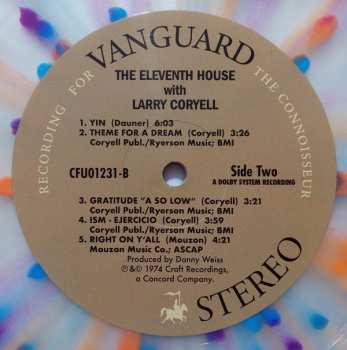 RECORDING FOR VANGUARD THE CONNOISSEUR
THE ELEVENTH HOUSE
with
LARRY CORYELL
1. YIN (Dauner) 6:03
2. THEME FOR A DREAM (Coryell) 3:26
Coryell Publ./Ryerson Music; BMI
CFU01231-B
Side Two
A DOLBY SYSTEM RECORDING
3. GRATITUDE "A SO LOW" (Coryell) 3:21
Coryell Publ./Ryerson Music; BMI
4. ISM - EJERCICIO (Coryell) 3:59
Coryell Publ./Ryerson Music; BMI
5. RIGHT ON Y'ALL (Mouzon) 4:21
Mouzon Music Co.; ASCAP
Produced by Danny Weiss
℗&© 1974 Craft Recordings,
a Concord Company.
STEREO